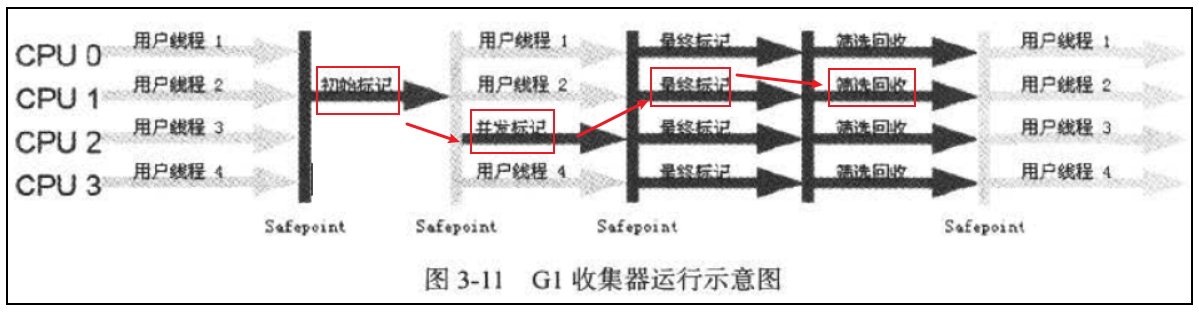 CPU 0 用户线程 1 用户线程 1 最终标记 筛选回收 用户线程 1
CPU 1 用户线程 2 初始标记 用户线程 2 最终标记 筛选回收 用户线程 2
CPU 2 用户线程 3 并发标记 最终标记 筛选回收 用户线程 3
CPU 3 用户线程 4 用户线程 4 最终标记 筛选回收 用户线程 4
Safepoint Safepoint Safepoint Safepoint
图 3-11 G1 收集器运行示意图